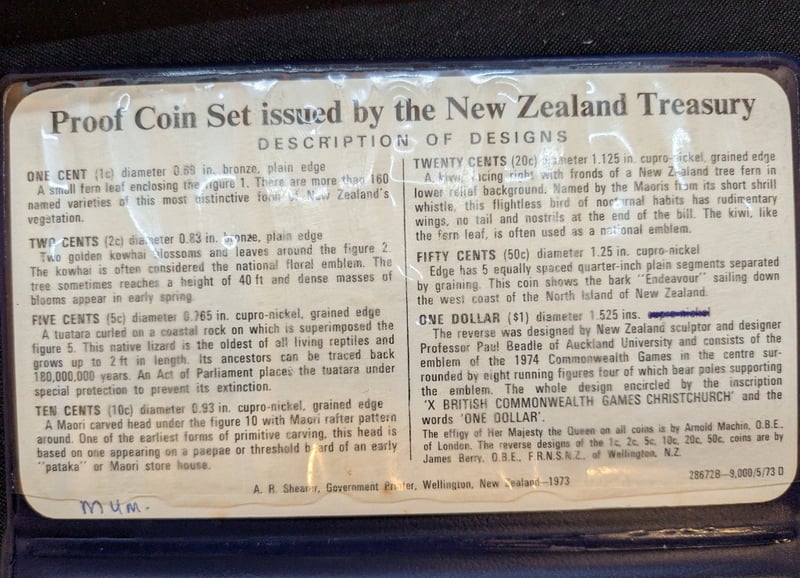 Proof Coin Set issued by the New Zealand Treasury
DESCRIPTION OF DESIGNS
ONE CENT (1c) diameter 0.69 in. bronze, plain edge
A small fern leaf enclosing the figure 1. There are more than 160
named varieties of this most distinctive form of New Zealand's
vegetation.
TWO CENTS (2c) diameter 0.83 in. bronze, plain edge
Two golden kowhai blossoms and leaves around the figure 2.
The kowhai is often considered the national floral emblem. The
tree sometimes reaches a height of 40 ft and dense masses of
blooms appear in early spring.
FIVE CENTS (5c) diameter 0.765 in. cupro-nickel, grained edge
A tuatara curled on a coastal rock on which is superimposed the
figure 5. This native lizard is the oldest of all living reptiles and
grows up to 2 ft in length. Its ancestors can be traced back
180,000,000 years. An Act of Parliament places the tuatara under
special protection to prevent its extinction.
TEN CENTS (10c) diameter 0.93 in. cupro-nickel, grained edge
A Maori carved head under the figure 10 with Maori rafter pattern
around. One of the earliest forms of primitive carving, this head is
based on one appearing on a paepae or threshold board of an early
"pataka" or Maori store house.
TWENTY CENTS (20c) diameter 1.125 in. cupro-nickel, grained edge
A kiwi facing right with fronds of a New Zealand tree fern in
lower relief background. Named by the Maoris from its short shrill
whistle, this flightless bird of nocturnal habits has rudimentary
wings, no tail and nostrils at the end of the bill. The kiwi, like
the fern leaf, is often used as a national emblem.
FIFTY CENTS (50c) diameter 1.25 in. cupro-nickel
Edge has 5 equally spaced quarter-inch plain segments separated
by graining. This coin shows the bark "Endeavour" sailing down
the west coast of the North Island of New Zealand.
ONE DOLLAR ($1) diameter 1.525 ins. cupro-nickel
The reverse was designed by New Zealand sculptor and designer
Professor Paul Beadle of Auckland University and consists of the
emblem of the 1974 Commonwealth Games in the centre sur-
rounded by eight running figures four of which bear poles supporting
the emblem. The whole design encircled by the inscription
'X BRITISH COMMONWEALTH GAMES CHRISTCHURCH' and the
words 'ONE DOLLAR'.
The effigy of Her Majesty the Queen on all coins is by Arnold Machin, O.B.E.,
of London. The reverse designs of the 1c, 2c, 5c, 10c, 20c, 50c, coins are by
James Berry, O.B.E., F.R.N.S.N.Z., of Wellington, N.Z.
A. R. Shearer, Government Printer, Wellington, New Zealand—1973
28672B—9,000/5/73 D
Mum.